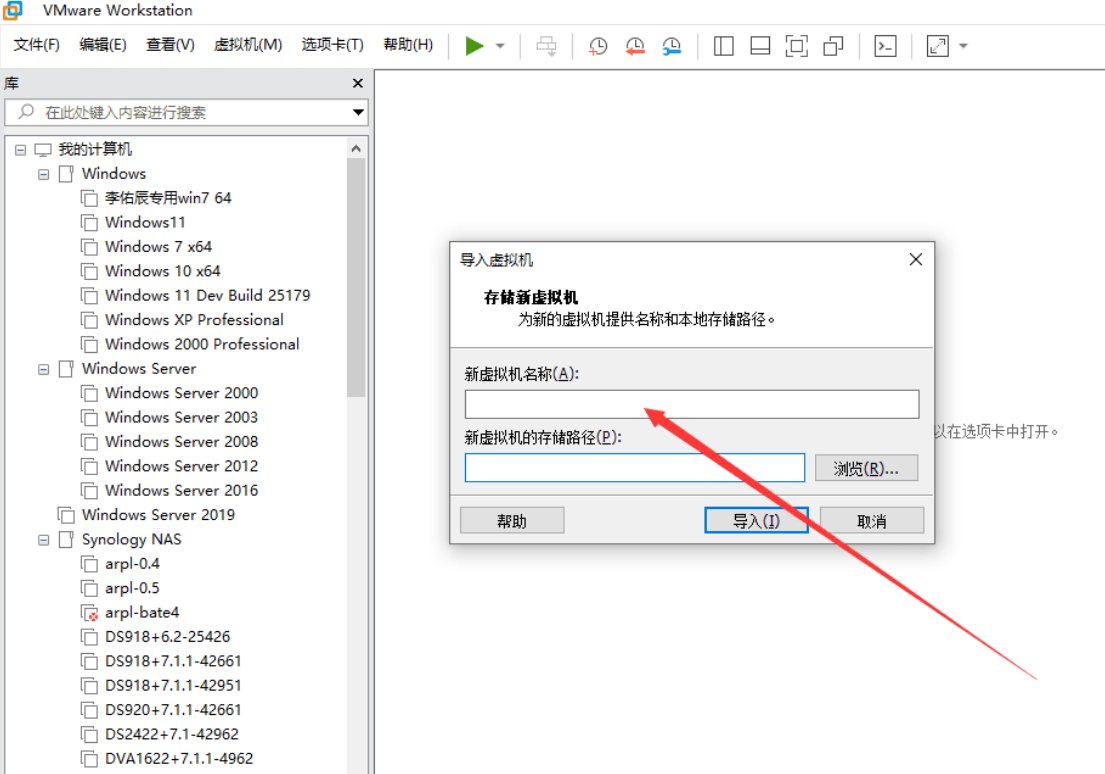 VMware Workstation
文件(F) 编辑(E) 查看(V) 虚拟机(M) 选项卡(T) 帮助(H)
库
在此处键入内容进行搜索
我的计算机
Windows
李佑辰专用win7 64
Windows11
Windows 7 x64
Windows 10 x64
Windows 11 Dev Build 25179
Windows XP Professional
Windows 2000 Professional
Windows Server
Windows Server 2000
Windows Server 2003
Windows Server 2008
Windows Server 2012
Windows Server 2016
Windows Server 2019
Synology NAS
arpl-0.4
arpl-0.5
arpl-bate4
DS918+6.2-25426
DS918+7.1.1-42661
DS918+7.1.1-42951
DS920+7.1.1-42661
DS2422+7.1-42962
DVA1622+7.1.1-4962
导入虚拟机
存储新虚拟机
为新的虚拟机提供名称和本地存储路径。
新虚拟机名称(A):
新虚拟机的存储路径(P):
浏览(R)...
帮助 导入(I) 取消
以在选项卡中打开。